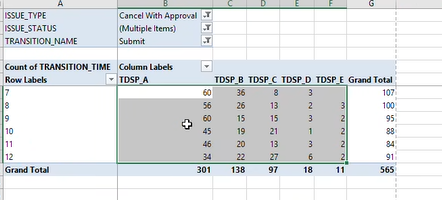 A B C D E F G
ISSUE_TYPE Cancel With Approval
ISSUE_STATUS (Multiple Items)
TRANSITION_NAME Submit
Count of TRANSITION_TIME Column Labels
Row Labels TDSP_A TDSP_B TDSP_C TDSP_D TDSP_E Grand Total
7 60 36 8 3 107
8 56 26 13 2 3 100
9 60 15 15 3 2 95
10 45 19 21 1 2 88
11 46 20 13 3 2 84
12 34 22 27 6 2 91
Grand Total 301 138 97 18 11 565